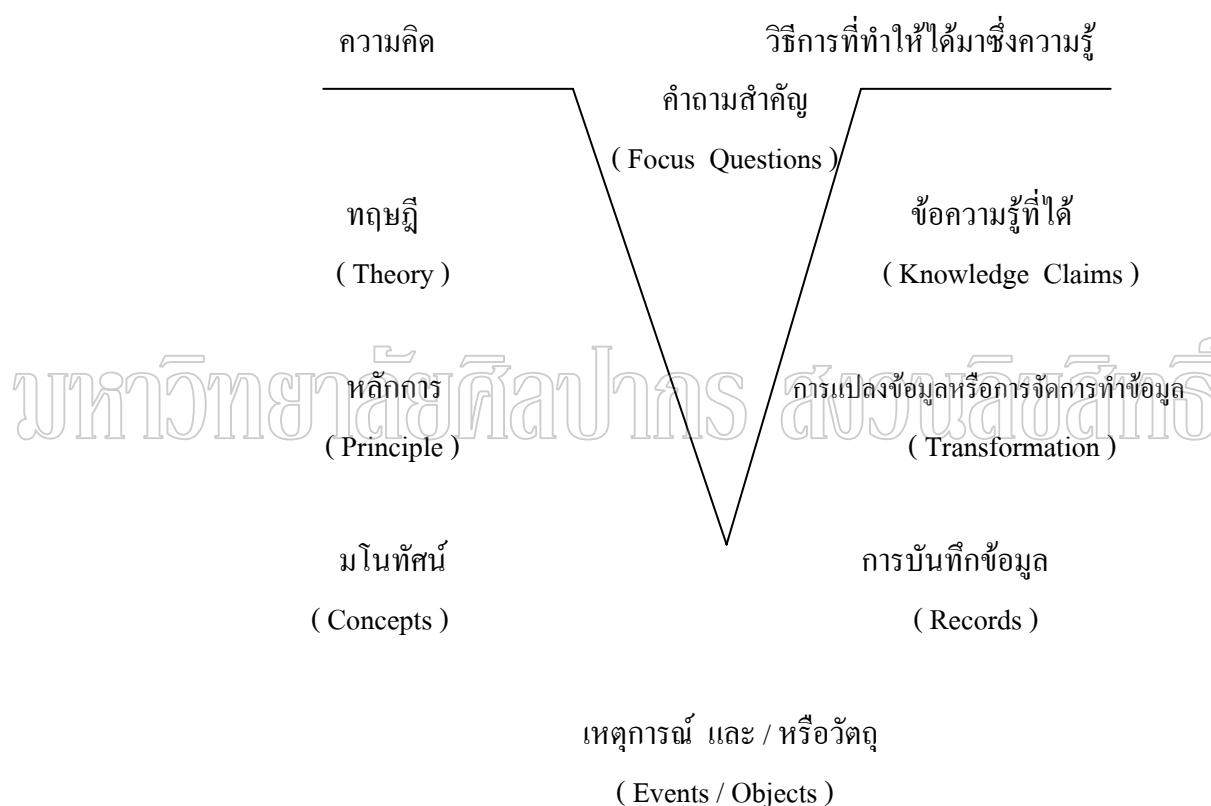 ความคิด วิธีการที่ทำให้ได้มาซึ่งความรู้
คำถามสำคัญ
( Focus Questions )
ทฤษฎี ข้อความรู้ที่ได้
( Theory ) ( Knowledge Claims )
มหาวิทยาลัยศิลปากร สงวนลิขสิทธิ์
หลักการ การแปลงข้อมูลหรือการจัดการทำข้อมูล
( Principle ) ( Transformation )
มโนทัศน์ การบันทึกข้อมูล
( Concepts ) ( Records )
เหตุการณ์ และ / หรือวัตถุ
( Events / Objects )